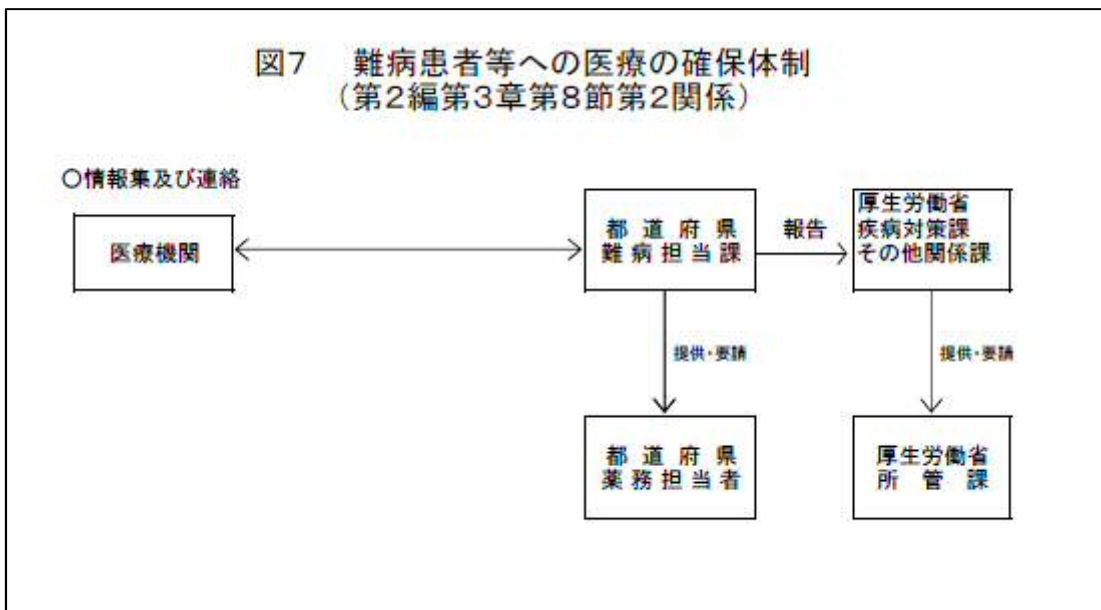 図7　難病患者等への医療の確保体制
（第2編第3章第8節第2関係）
○情報集及び連絡
医療機関
都道府県
難病担当課
報告
厚生労働省
疾病対策課
その他関係課
提供・要請
提供・要請
都道府県
薬務担当者
厚生労働省
所管課